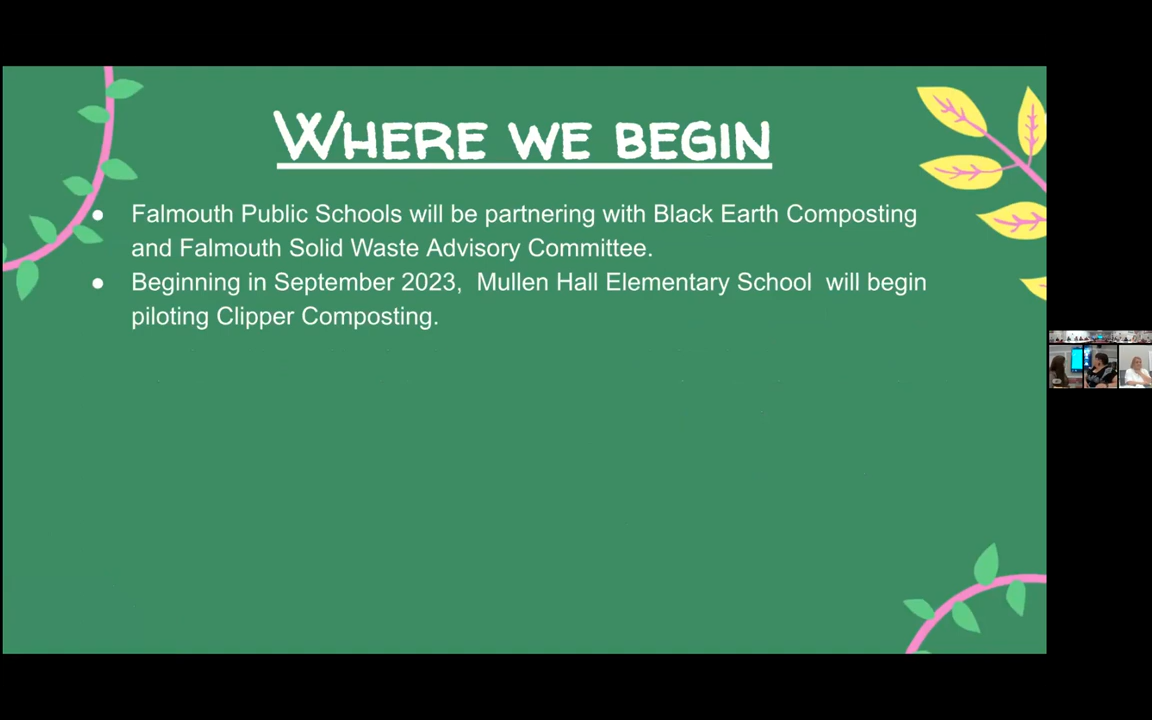 WHERE WE BEGIN
● Falmouth Public Schools will be partnering with Black Earth Composting
and Falmouth Solid Waste Advisory Committee.
● Beginning in September 2023,  Mullen Hall Elementary School  will begin
piloting Clipper Composting.